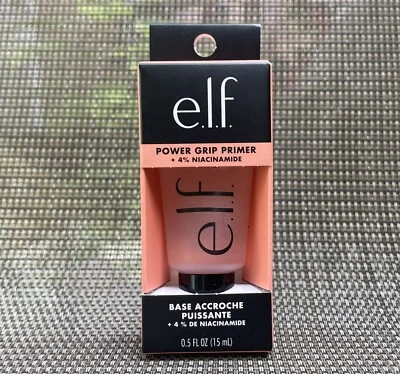 e.l.f.
POWER GRIP PRIMER
+ 4% NIACINAMIDE
e.l.f.
BASE ACCROCHE
PUISSANTE
+ 4 % DE NIACINAMIDE
0.5 FL OZ (15 mL)